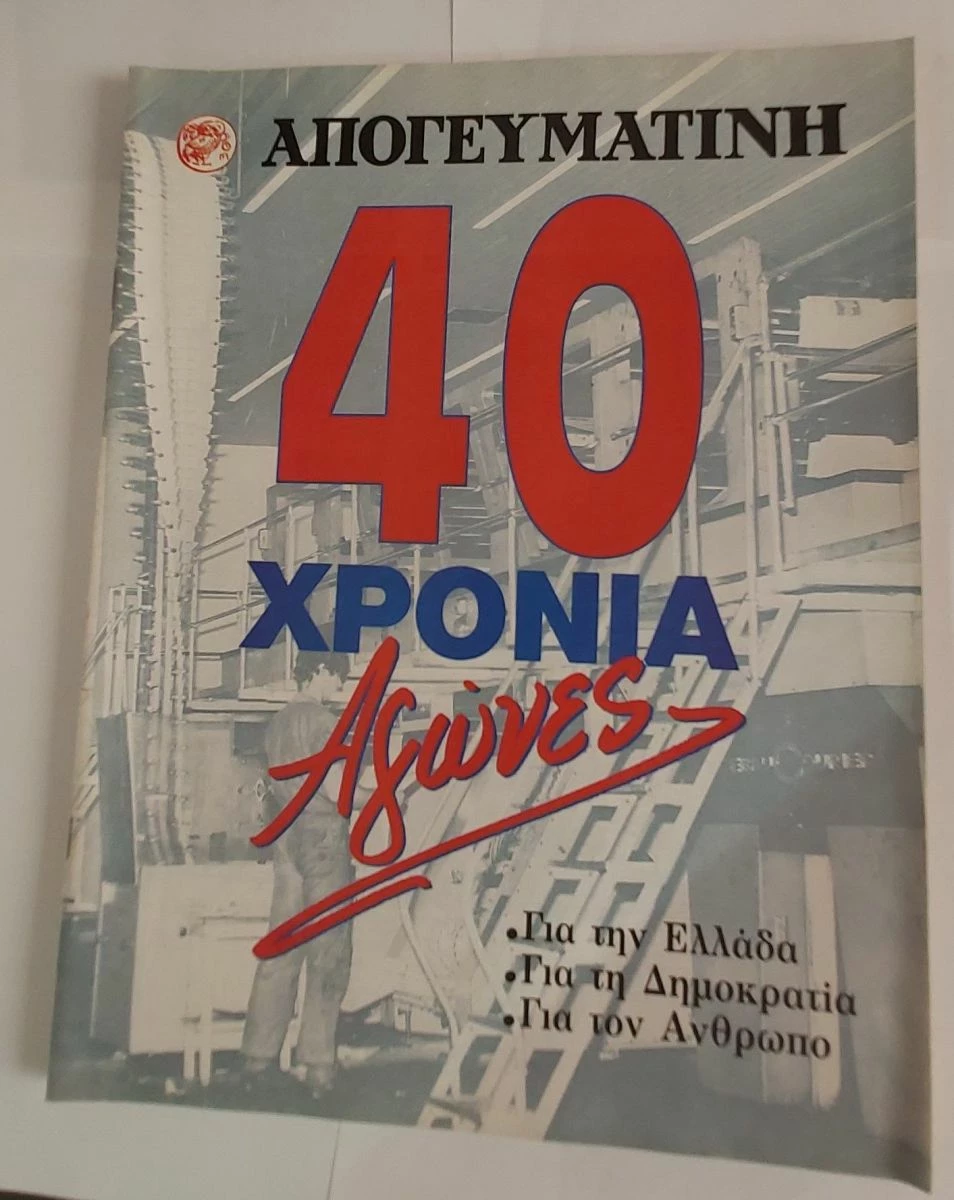 ΑΠΟΓΕΥΜΑΤΙΝΗ
40
ΧΡΟΝΙΑ
Αγώνες
•Για την Ελλάδα
•Για τη Δημοκρατία
•Για τον Ανθρωπο